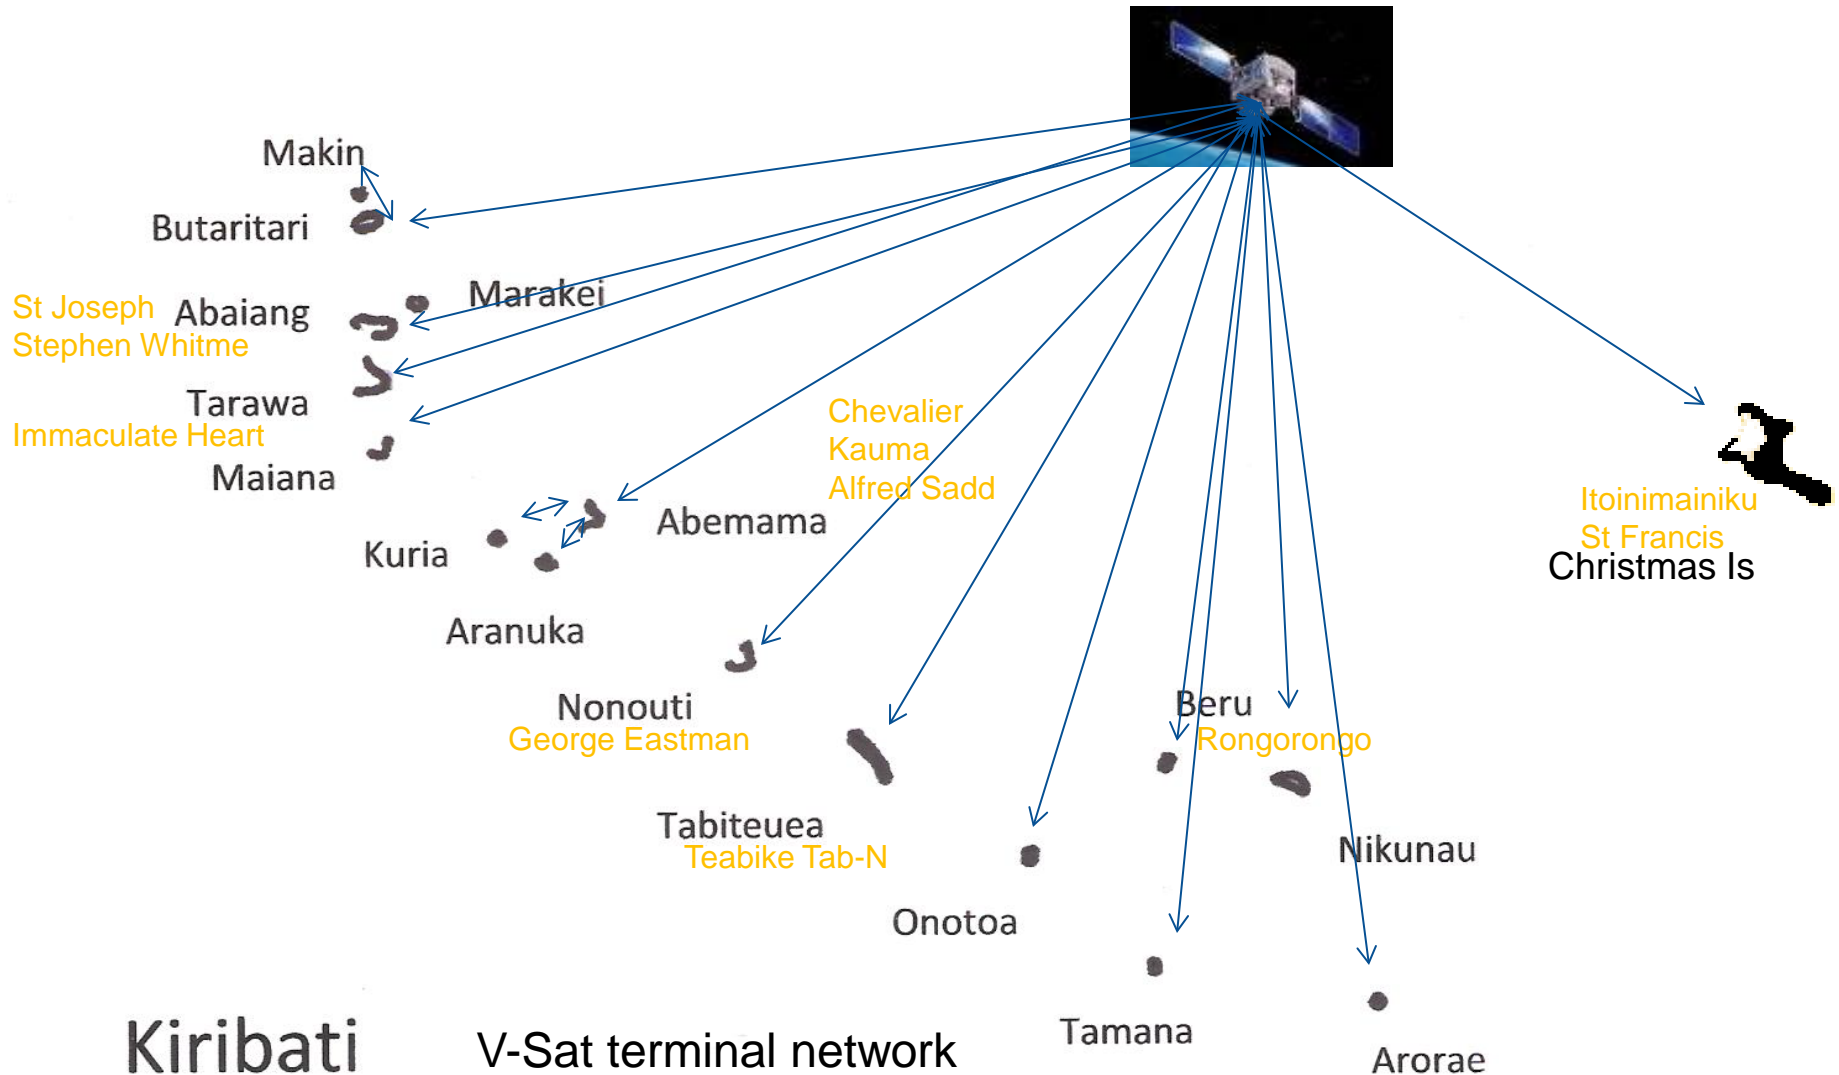 Makin
Butaritari
Marakei
St Joseph
Abaiang
Stephen Whitme
Tarawa
Immaculate Heart
Maiana
Chevalier
Kauma
Alfred Sadd
Abemama
Kuria
Aranuka
Itoinimainiku
St Francis
Christmas Is
Nonouti
George Eastman
Beru
Rongorongo
Tabiteuea
Teabike Tab-N
Nikunau
Onotoa
Tamana
Arorae
Kiribati
V-Sat terminal network